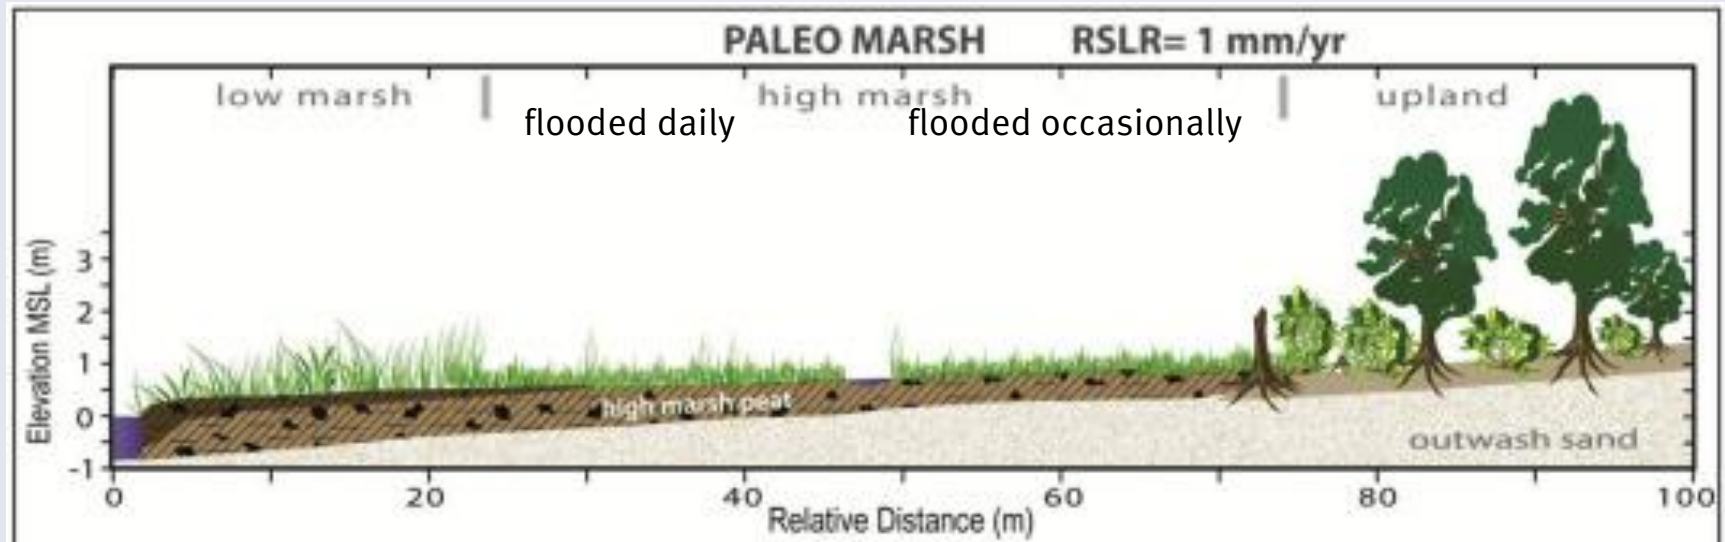 PALEO MARSH RSLR= 1 mm/yr
low marsh | high marsh | upland
flooded daily flooded occasionally
Elevation MSL (m)
3
2
1
0
-1
high marsh peat
outwash sand
0 20 40 60 80 100
Relative Distance (m)